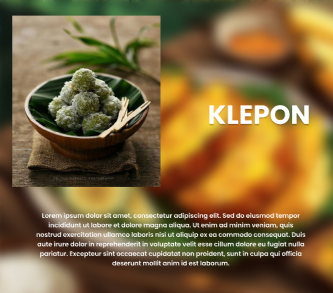 KLEPON
Lorem ipsum dolor sit amet, consectetur adipiscing elit. Sed do eiusmod tempor
incididunt ut labore et dolore magna aliqua. Ut enim ad minim veniam, quis
nostrud exercitation ullamco laboris nisi ut aliquip ex ea commodo consequat. Duis
aute irure dolor in reprehenderit in voluptate velit esse cillum dolore eu fugiat nulla
pariatur. Excepteur sint occaecat cupidatat non proident, sunt in culpa qui officia
deserunt mollit anim id est laborum.